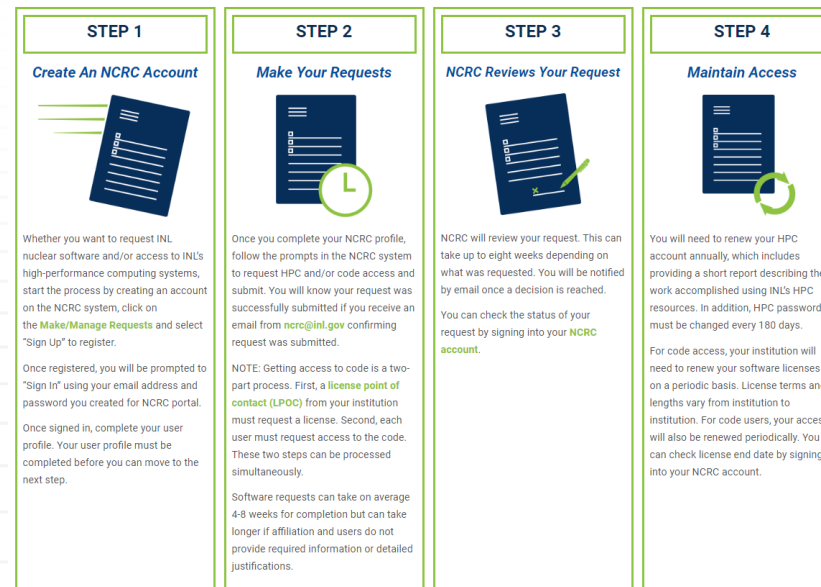 STEP 1
Create An NCRC Account
Whether you want to request INL
nuclear software and/or access to INL's
high-performance computing systems,
start the process by creating an account
on the NCRC system, click on
the Make/Manage Requests and select
"Sign Up" to register.
Once registered, you will be prompted to
"Sign In" using your email address and
password you created for NCRC portal.
Once signed in, complete your user
profile. Your user profile must be
completed before you can move to the
next step.
STEP 2
Make Your Requests
Once you complete your NCRC profile,
follow the prompts in the NCRC system
to request HPC and/or code access and
submit. You will know your request was
successfully submitted if you receive an
email from ncrc@inl.gov confirming
request was submitted.
NOTE: Getting access to code is a two-
part process. First, a license point of
contact (LPOC) from your institution
must request a license. Second, each
user must request access to the code.
These two steps can be processed
simultaneously.
Software requests can take on average
4-8 weeks for completion but can take
longer if affiliation and users do not
provide required information or detailed
justifications.
STEP 3
NCRC Reviews Your Request
NCRC will review your request. This can
take up to eight weeks depending on
what was requested. You will be notified
by email once a decision is reached.
You can check the status of your
request by signing into your NCRC
account.
STEP 4
Maintain Access
You will need to renew your HPC
account annually, which includes
providing a short report describing the
work accomplished using INL's HPC
resources. In addition, HPC password
must be changed every 180 days.
For code access, your institution will
need to renew your software licenses
on a periodic basis. License terms and
lengths vary from institution to
institution. For code users, your access
will also be renewed periodically. You
can check license end date by signing
into your NCRC account.